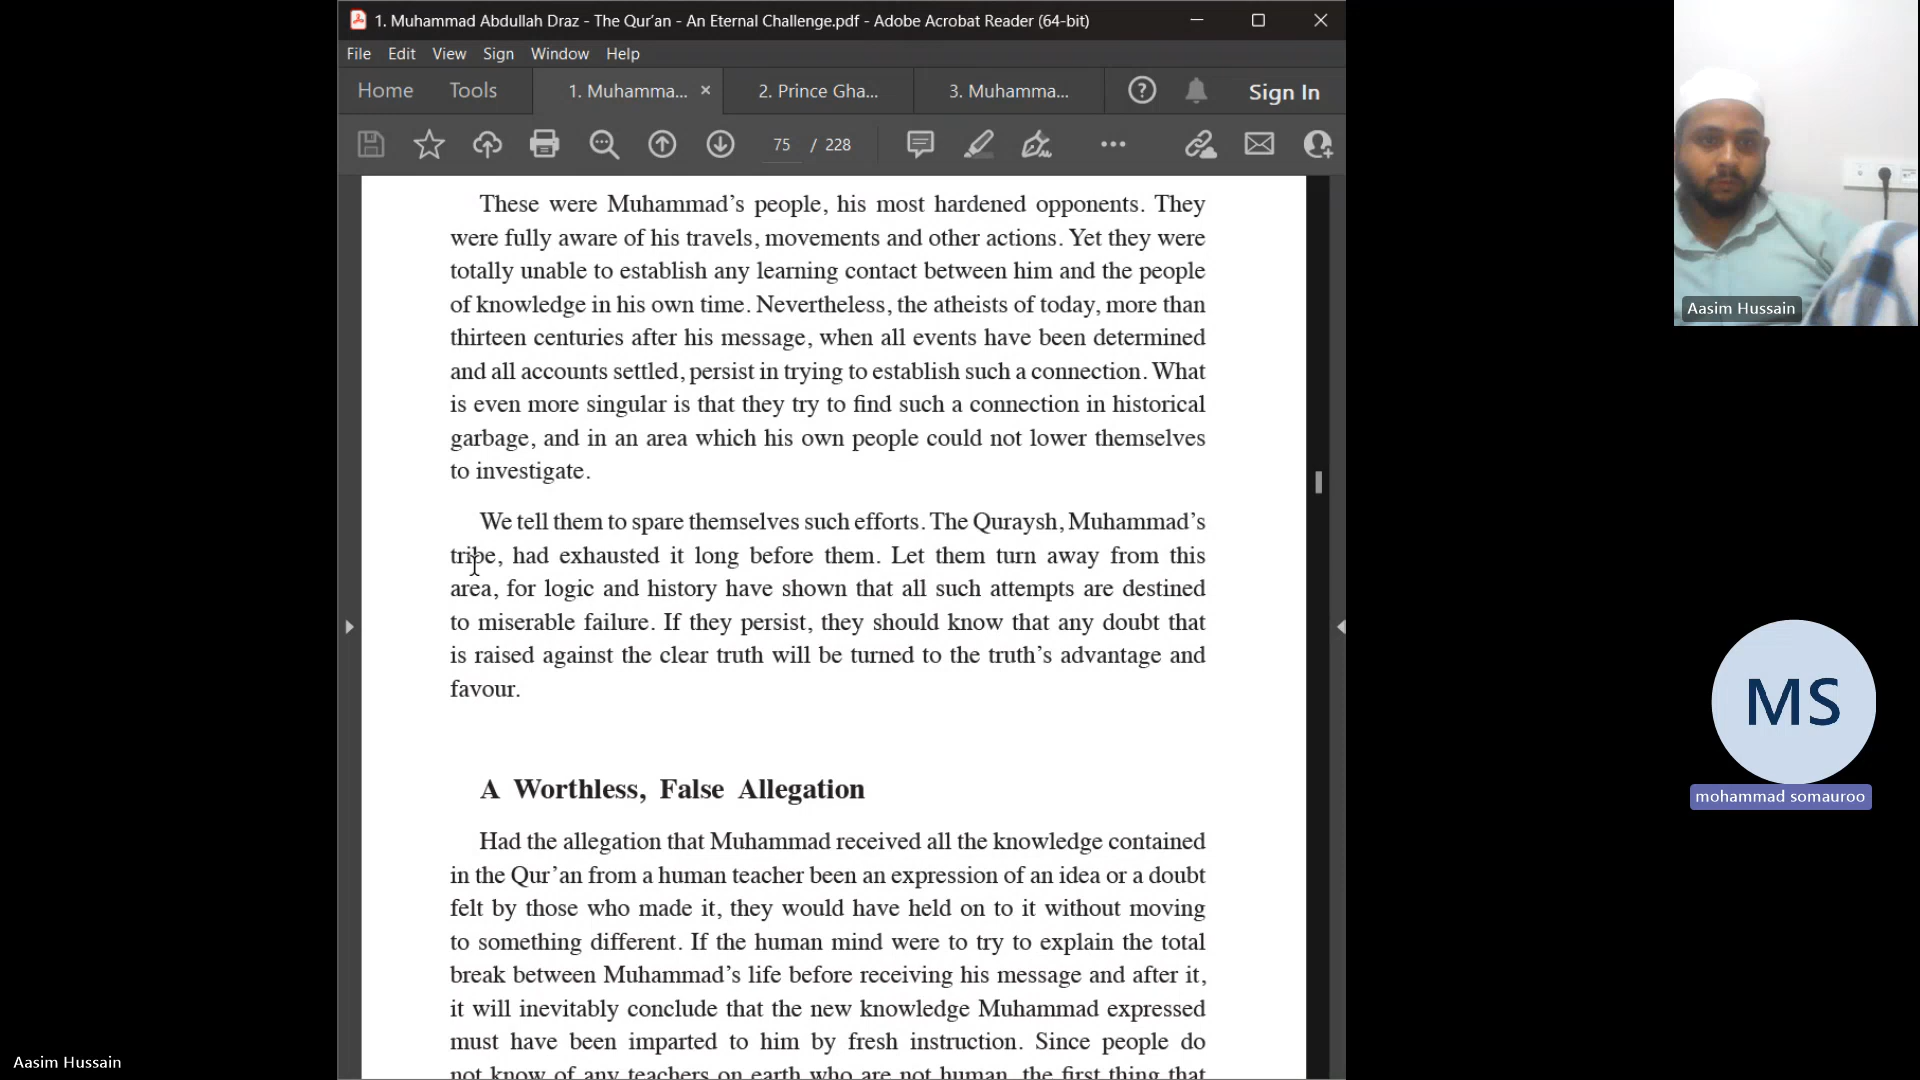 1. Muhammad Abdullah Draz - The Qur’an - An Eternal Challenge.pdf - Adobe Acrobat Reader (64-bit)
File Edit View Sign Window Help
Home Tools 1. Muhamma... × 2. Prince Gha... 3. Muhamma... Sign In
75 / 228
These were Muhammad’s people, his most hardened opponents. They
were fully aware of his travels, movements and other actions. Yet they were
totally unable to establish any learning contact between him and the people
of knowledge in his own time. Nevertheless, the atheists of today, more than
thirteen centuries after his message, when all events have been determined
and all accounts settled, persist in trying to establish such a connection. What
is even more singular is that they try to find such a connection in historical
garbage, and in an area which his own people could not lower themselves
to investigate.
We tell them to spare themselves such efforts. The Quraysh, Muhammad’s
tribe, had exhausted it long before them. Let them turn away from this
area, for logic and history have shown that all such attempts are destined
to miserable failure. If they persist, they should know that any doubt that
is raised against the clear truth will be turned to the truth’s advantage and
favour.
A Worthless, False Allegation
Had the allegation that Muhammad received all the knowledge contained
in the Qur’an from a human teacher been an expression of an idea or a doubt
felt by those who made it, they would have held on to it without moving
to something different. If the human mind were to try to explain the total
break between Muhammad’s life before receiving his message and after it,
it will inevitably conclude that the new knowledge Muhammad expressed
must have been imparted to him by fresh instruction. Since people do
not know of any teachers on earth who are not human, the first thing that
Aasim Hussain
MS
mohammad somauroo
Aasim Hussain